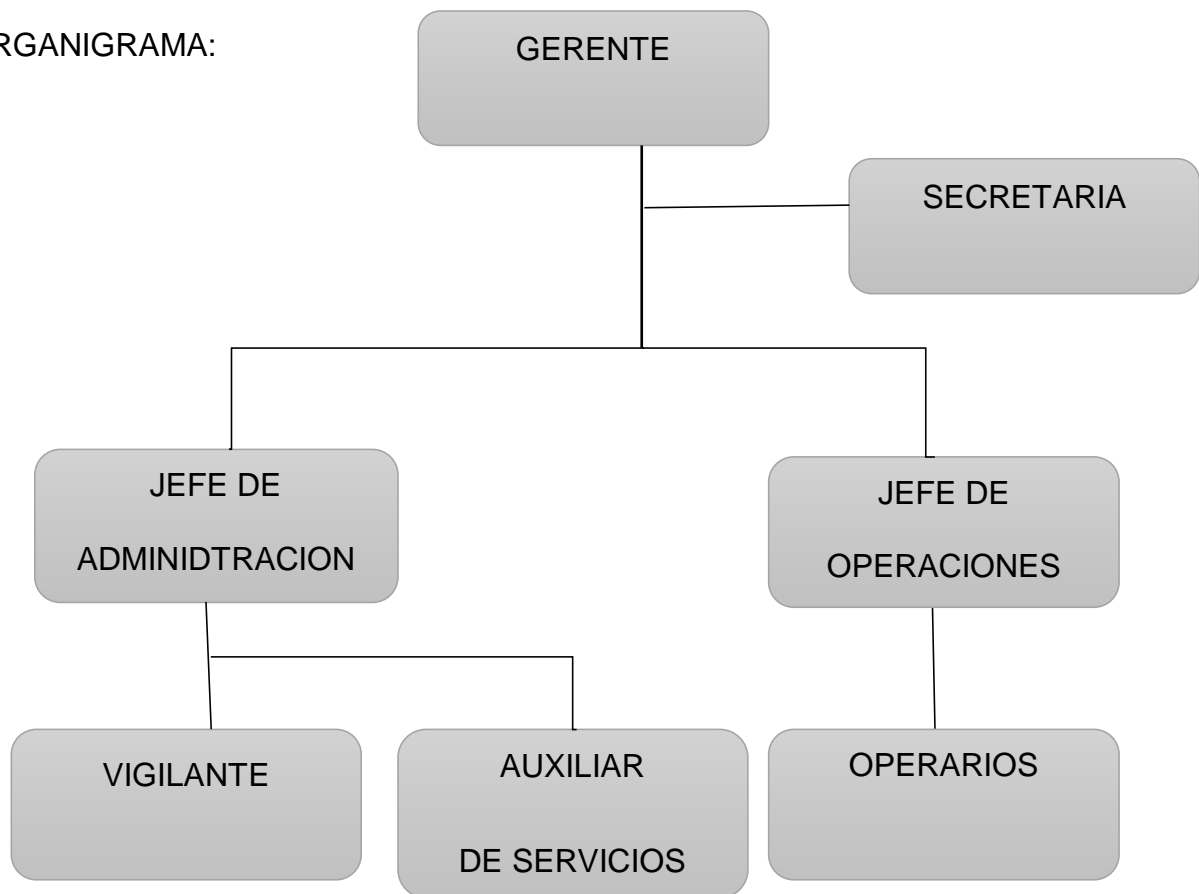 RGANIGRAMA:
GERENTE
SECRETARIA
JEFE DE
ADMINIDTRACION
JEFE DE
OPERACIONES
VIGILANTE
AUXILIAR
DE SERVICIOS
OPERARIOS